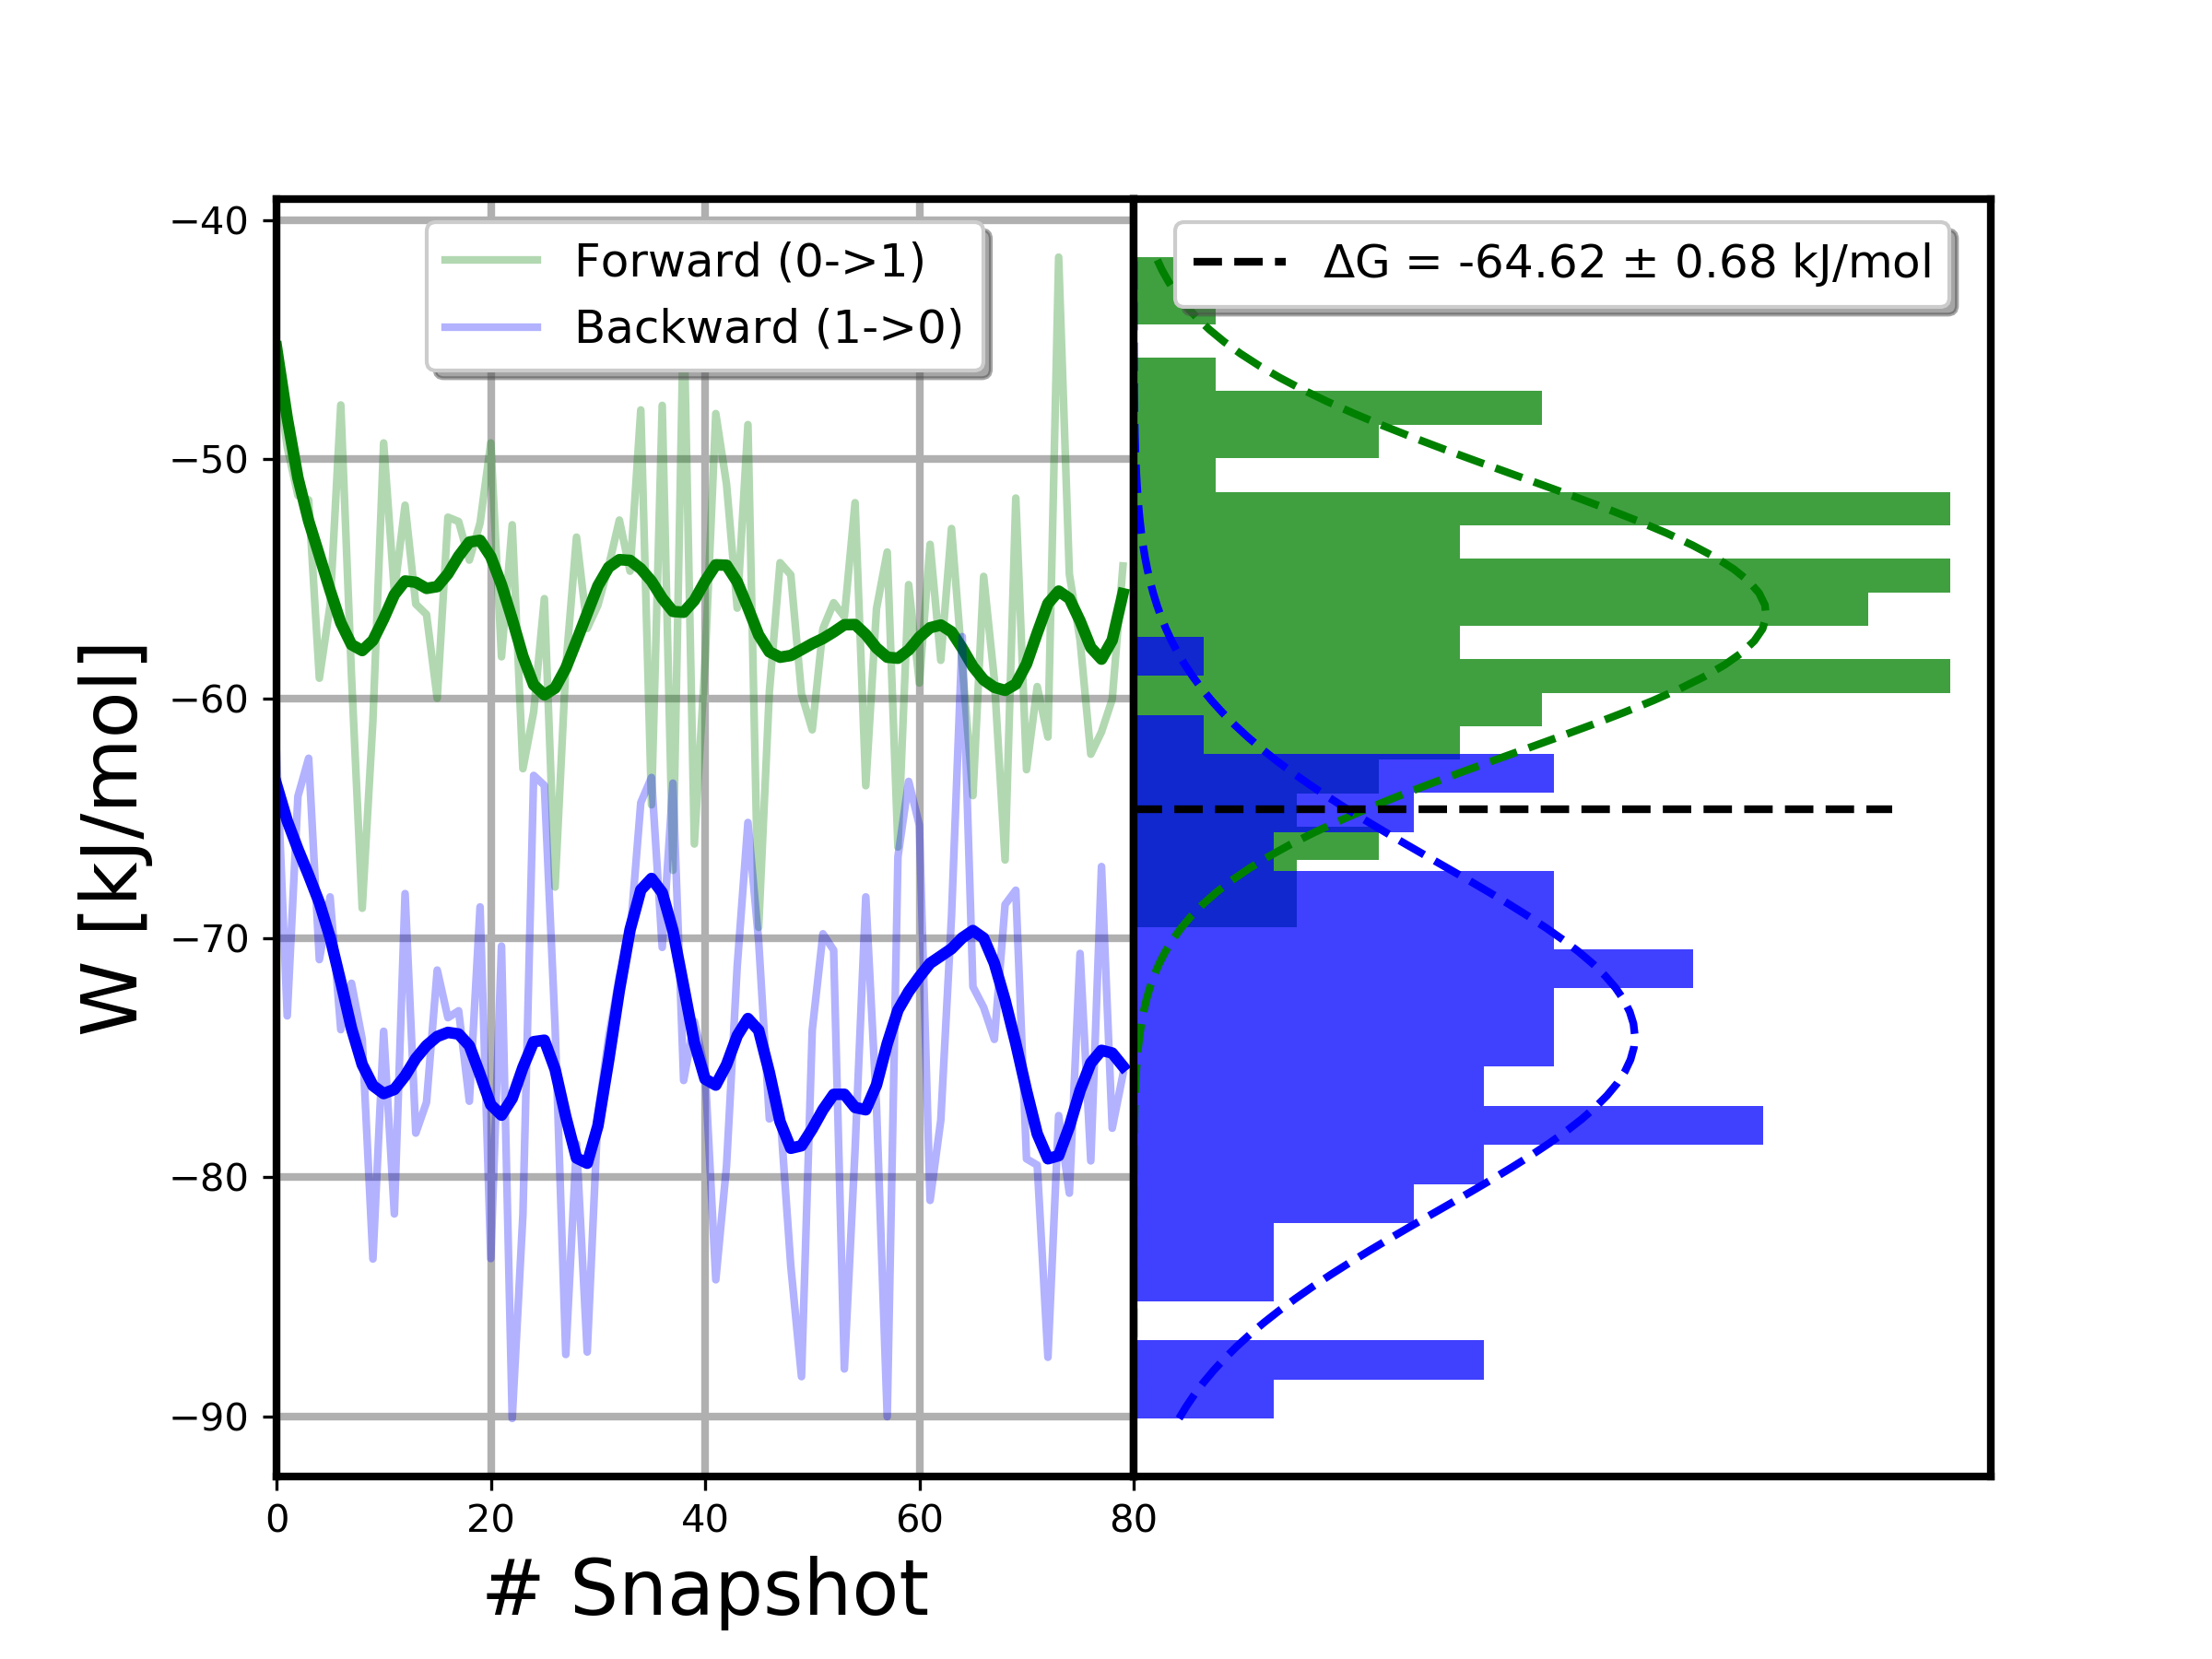 Forward (0->1)
Backward (1->0)
ΔG = -64.62 ± 0.68 kJ/mol
W [kJ/mol]
−40
−50
−60
−70
−80
−90
0 20 40 60 80
# Snapshot